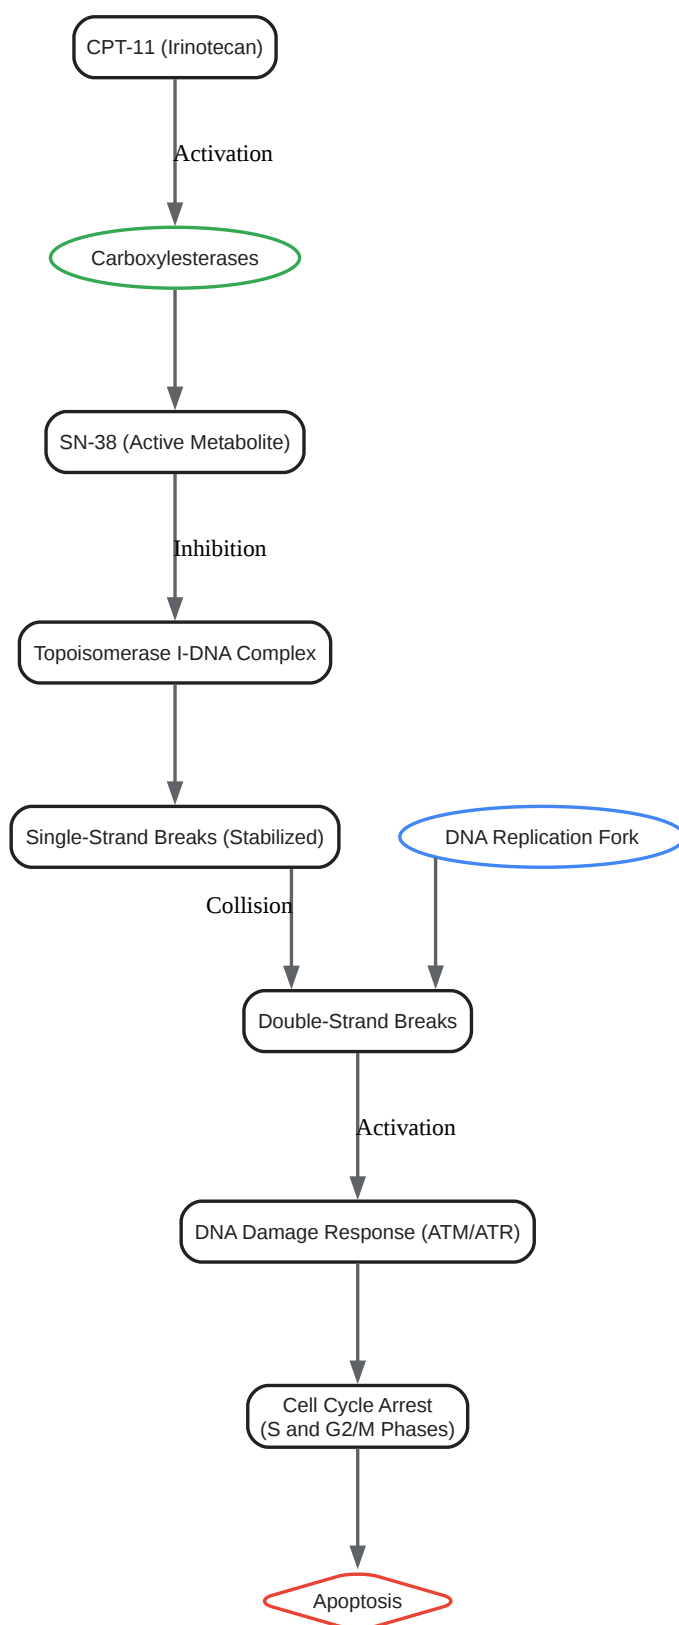 CPT-11 (Irinotecan)
Activation
Carboxylesterases
SN-38 (Active Metabolite)
Inhibition
Topoisomerase I-DNA Complex
Single-Strand Breaks (Stabilized)
DNA Replication Fork
Collision
Double-Strand Breaks
Activation
DNA Damage Response (ATM/ATR)
Cell Cycle Arrest
(S and G2/M Phases)
Apoptosis